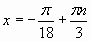 x = −π/18 + πn/3